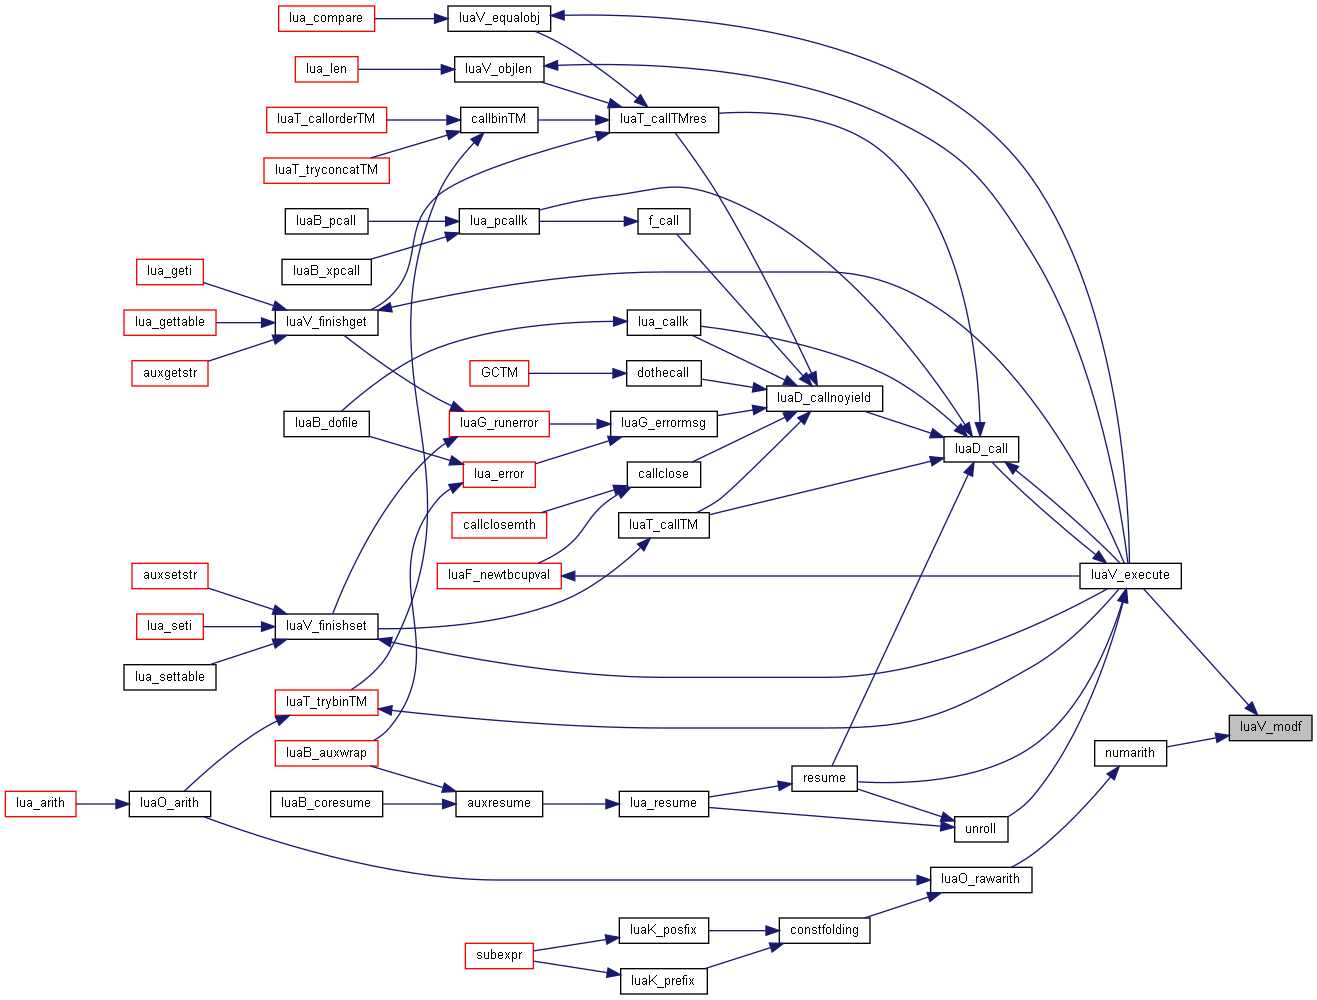 lua_compare
luaV_equalobj
lua_len
luaV_objlen
luaT_callorderTM
callbinTM
luaT_callTMres
luaT_tryconcatTM
luaB_pcall
lua_pcallk
f_call
luaB_xpcall
lua_geti
lua_gettable
luaV_finishget
lua_callk
auxgetstr
GCTM
dothecall
luaD_callnoyield
luaB_dofile
luaG_runerror
luaG_errormsg
luaD_call
lua_error
callclose
callclosemth
luaT_callTM
auxsetstr
luaF_newtbcupval
luaV_execute
lua_seti
luaV_finishset
lua_settable
luaT_trybinTM
luaV_modf
luaB_auxwrap
numarith
resume
lua_arith
luaO_arith
luaB_coresume
auxresume
lua_resume
unroll
luaO_rawarith
luaK_posfix
constfolding
subexpr
luaK_prefix